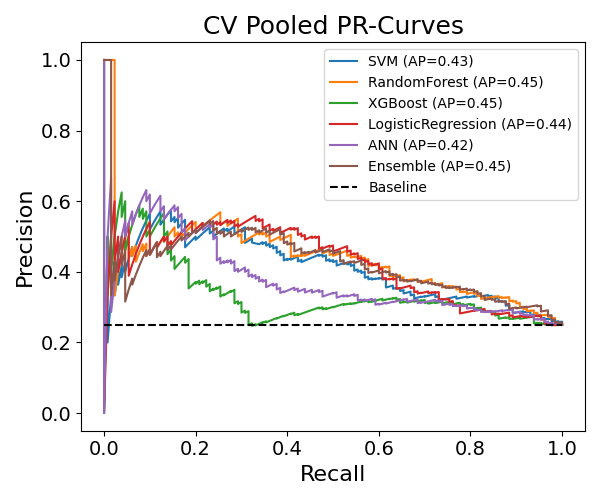 CV Pooled PR-Curves
Precision
1.0
0.8
0.6
0.4
0.2
0.0
SVM (AP=0.43)
RandomForest (AP=0.45)
XGBoost (AP=0.45)
LogisticRegression (AP=0.44)
ANN (AP=0.42)
Ensemble (AP=0.45)
Baseline
0.0 0.2 0.4 0.6 0.8 1.0
Recall